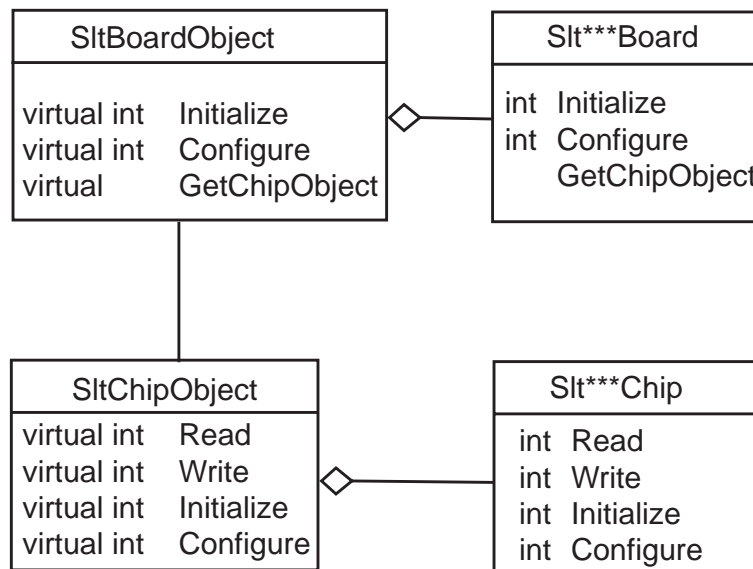 SltBoardObject
virtual int Initialize
virtual int Configure
virtual GetChipObject
Slt***Board
int Initialize
int Configure
GetChipObject
SltChipObject
virtual int Read
virtual int Write
virtual int Initialize
virtual int Configure
Slt***Chip
int Read
int Write
int Initialize
int Configure